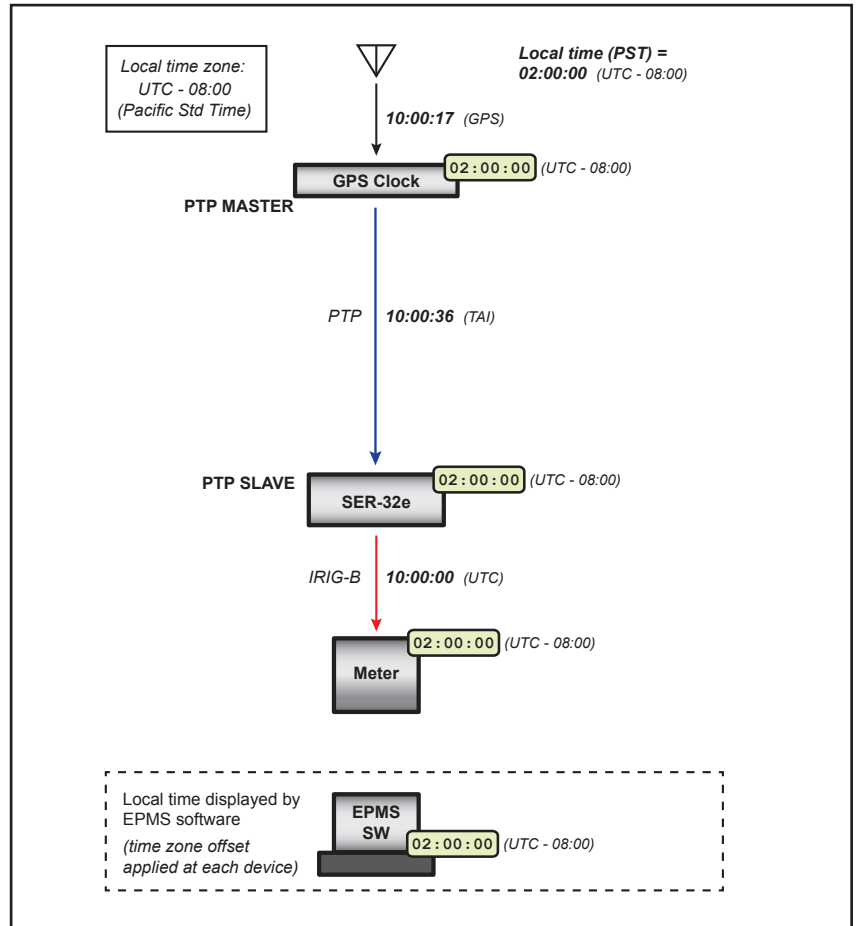 Local time zone:
UTC - 08:00
(Pacific Std Time)
Local time (PST) =
02:00:00 (UTC - 08:00)
10:00:17 (GPS)
02:00:00 (UTC - 08:00)
GPS Clock
PTP MASTER
PTP 10:00:36 (TAI)
02:00:00 (UTC - 08:00)
PTP SLAVE
SER-32e
IRIG-B 10:00:00 (UTC)
02:00:00 (UTC - 08:00)
Meter
Local time displayed by
EPMS software
(time zone offset
applied at each device)
EPMS
SW
02:00:00 (UTC - 08:00)